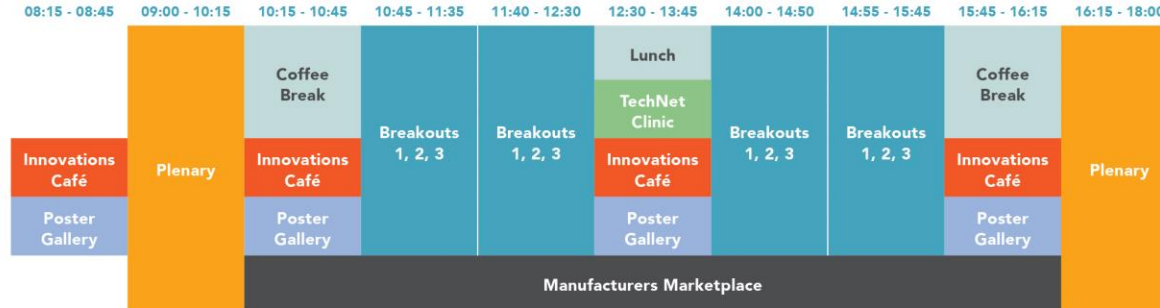 08:15 - 08:45 09:00 - 10:15 10:15 - 10:45 10:45 - 11:35 11:40 - 12:30 12:30 - 13:45 14:00 - 14:50 14:55 - 15:45 15:45 - 16:15 16:15 - 18:00
Innovations
Café
Poster
Gallery
Plenary
Coffee
Break
Innovations
Café
Poster
Gallery
Breakouts
1, 2, 3
Breakouts
1, 2, 3
Lunch
TechNet
Clinic
Innovations
Café
Poster
Gallery
Breakouts
1, 2, 3
Breakouts
1, 2, 3
Coffee
Break
Innovations
Café
Poster
Gallery
Plenary
Manufacturers Marketplace